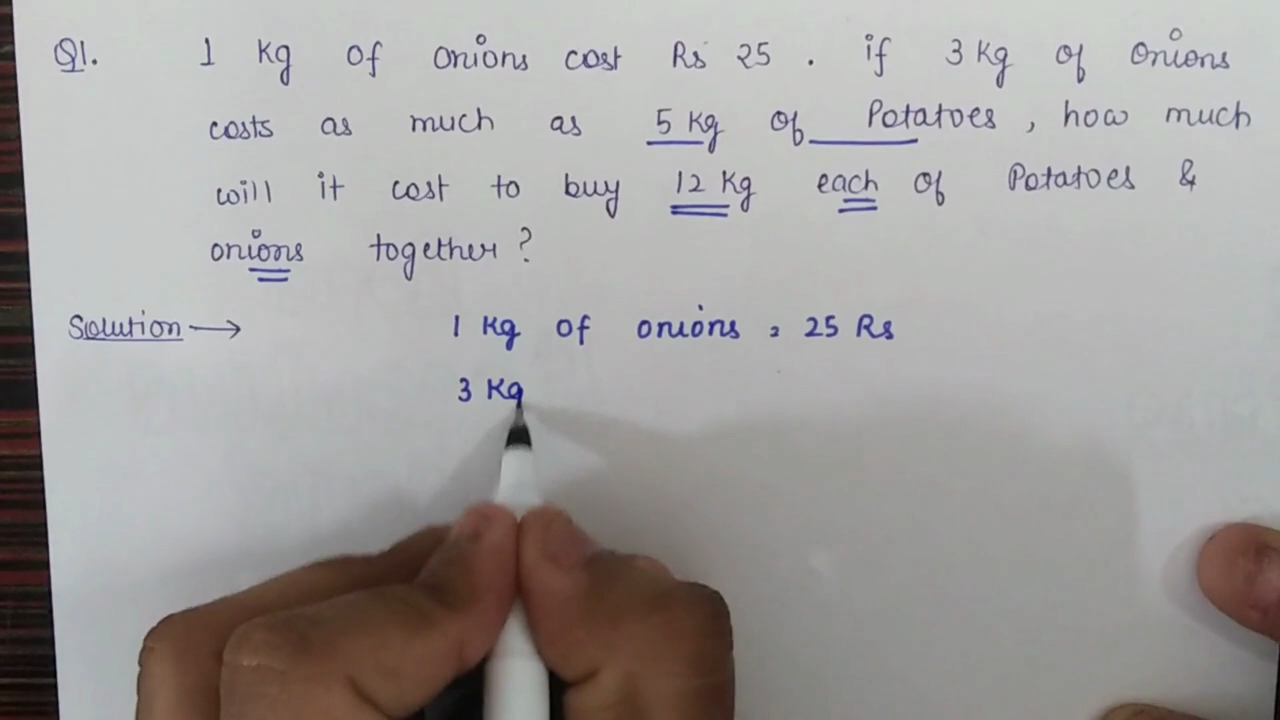 Q1. 1 Kg of onions cost Rs 25 . if 3 Kg of onions
costs as much as 5 Kg of Potatoes , how much
will it cost to buy 12 Kg each of Potatoes &
onions together ?
Solution → 1 Kg of onions = 25 Rs
3 Kg